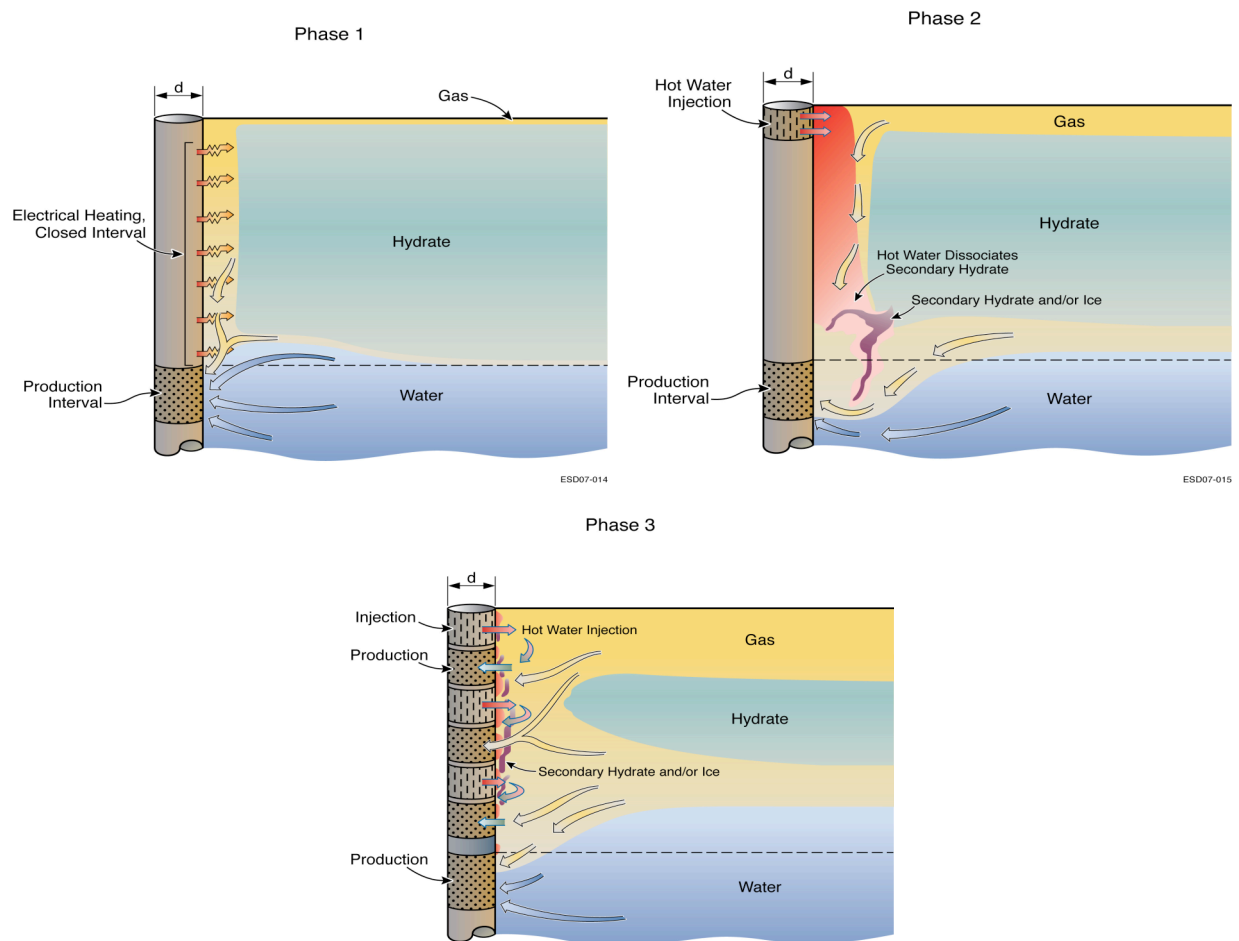 Phase 1
d
Gas
Electrical Heating,
Closed Interval
Hydrate
Production
Interval
Water
ESD07-014
Phase 2
d
Hot Water
Injection
Gas
Hydrate
Hot Water Dissociates
Secondary Hydrate
Secondary Hydrate and/or Ice
Production
Interval
Water
ESD07-015
Phase 3
d
Injection
Hot Water Injection
Gas
Production
Hydrate
Secondary Hydrate and/or Ice
Production
Water